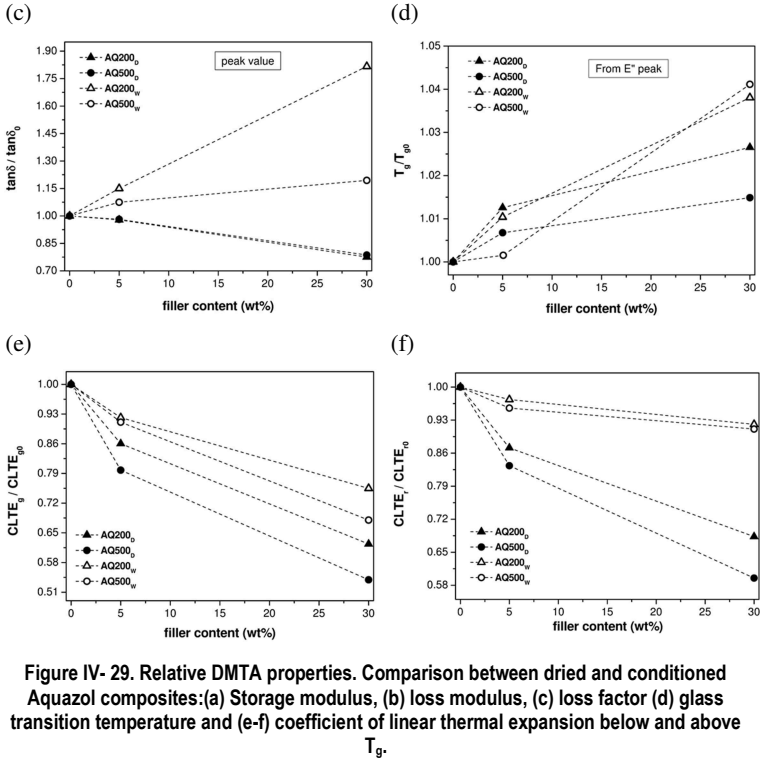 (c)
1.90
1.75
1.60
1.45
1.30
1.15
1.00
0.85
0.70
tanδ / tanδ₀
AQ200D
AQ500D
AQ200W
AQ500W
peak value
0 5 10 15 20 25 30
filler content (wt%)
(d)
1.05
1.04
1.02
1.01
1.00
Tg/Tg0
AQ200D
AQ500D
AQ200W
AQ500W
From E" peak
0 5 10 15 20 25 30
filler content (wt%)
(e)
1.00
0.93
0.86
0.79
0.72
0.65
0.58
0.51
CLTEg / CLTEg0
AQ200D
AQ500D
AQ200W
AQ500W
0 5 10 15 20 25 30
filler content (wt%)
(f)
1.00
0.93
0.86
0.79
0.72
0.65
0.58
CLTEr / CLTEr0
AQ200D
AQ500D
AQ200W
AQ500W
0 5 10 15 20 25 30
filler content (wt%)
Figure IV- 29. Relative DMTA properties. Comparison between dried and conditioned
Aquazol composites:(a) Storage modulus, (b) loss modulus, (c) loss factor (d) glass
transition temperature and (e-f) coefficient of linear thermal expansion below and above
Tg.